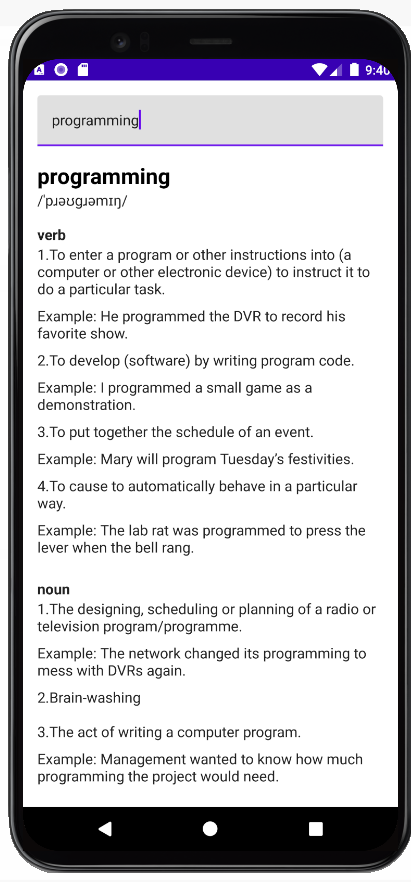 A
9:40
programming
programming
/ˈpɹəʊɡɹəmɪŋ/
verb
1.To enter a program or other instructions into (a
computer or other electronic device) to instruct it to
do a particular task.
Example: He programmed the DVR to record his
favorite show.
2.To develop (software) by writing program code.
Example: I programmed a small game as a
demonstration.
3.To put together the schedule of an event.
Example: Mary will program Tuesday’s festivities.
4.To cause to automatically behave in a particular
way.
Example: The lab rat was programmed to press the
lever when the bell rang.
noun
1.The designing, scheduling or planning of a radio or
television program/programme.
Example: The network changed its programming to
mess with DVRs again.
2.Brain-washing
3.The act of writing a computer program.
Example: Management wanted to know how much
programming the project would need.